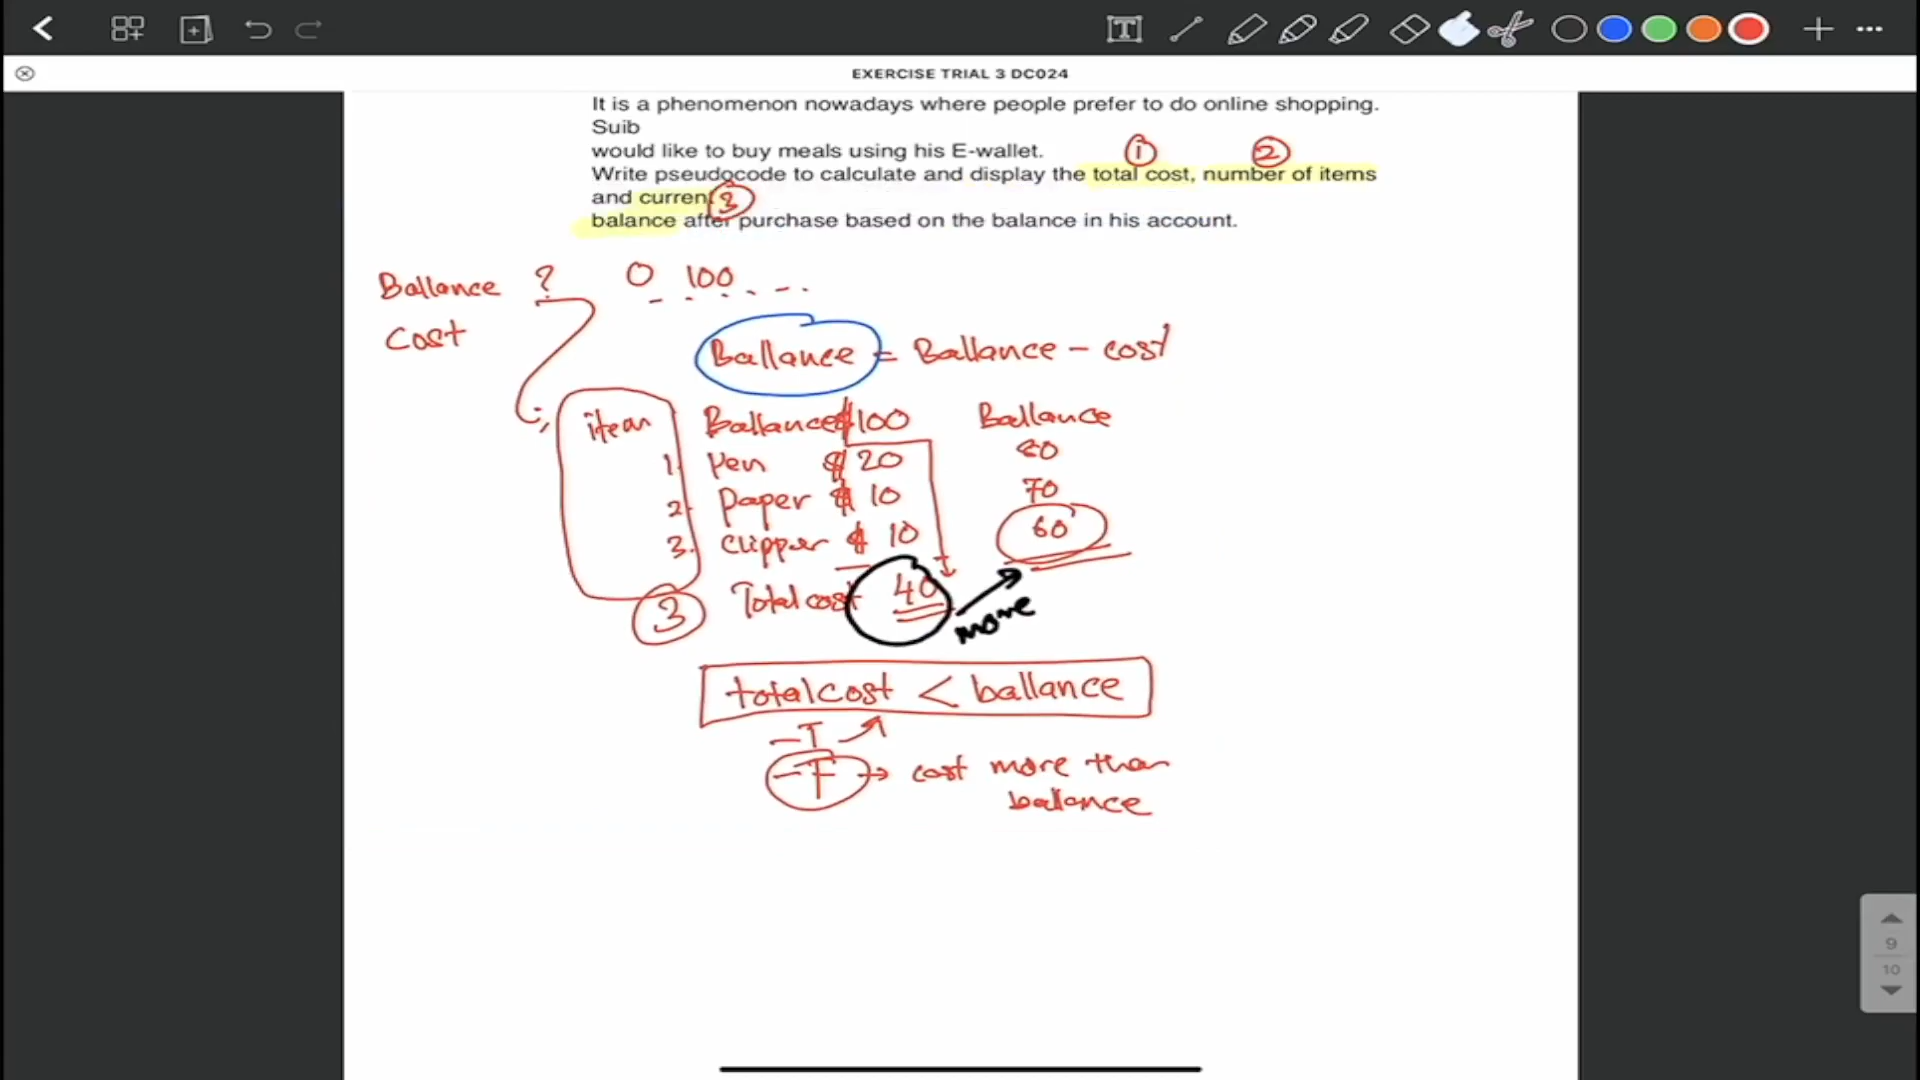 EXERCISE TRIAL 3 DC024
It is a phenomenon nowadays where people prefer to do online shopping.
Suib
would like to buy meals using his E-wallet.
1 2
Write pseudocode to calculate and display the total cost, number of items
and curren 3
balance after purchase based on the balance in his account.
Ballance ? 0 100
Cost
Ballance = Ballance - cost
item Ballance $100 Ballance
1. Pen $ 20 80
2. Paper $ 10 70
3. Clipper $ 10 60
3 Total cost 40 more
totalcost < ballance
- T
- F → cost more than
ballance
9
10